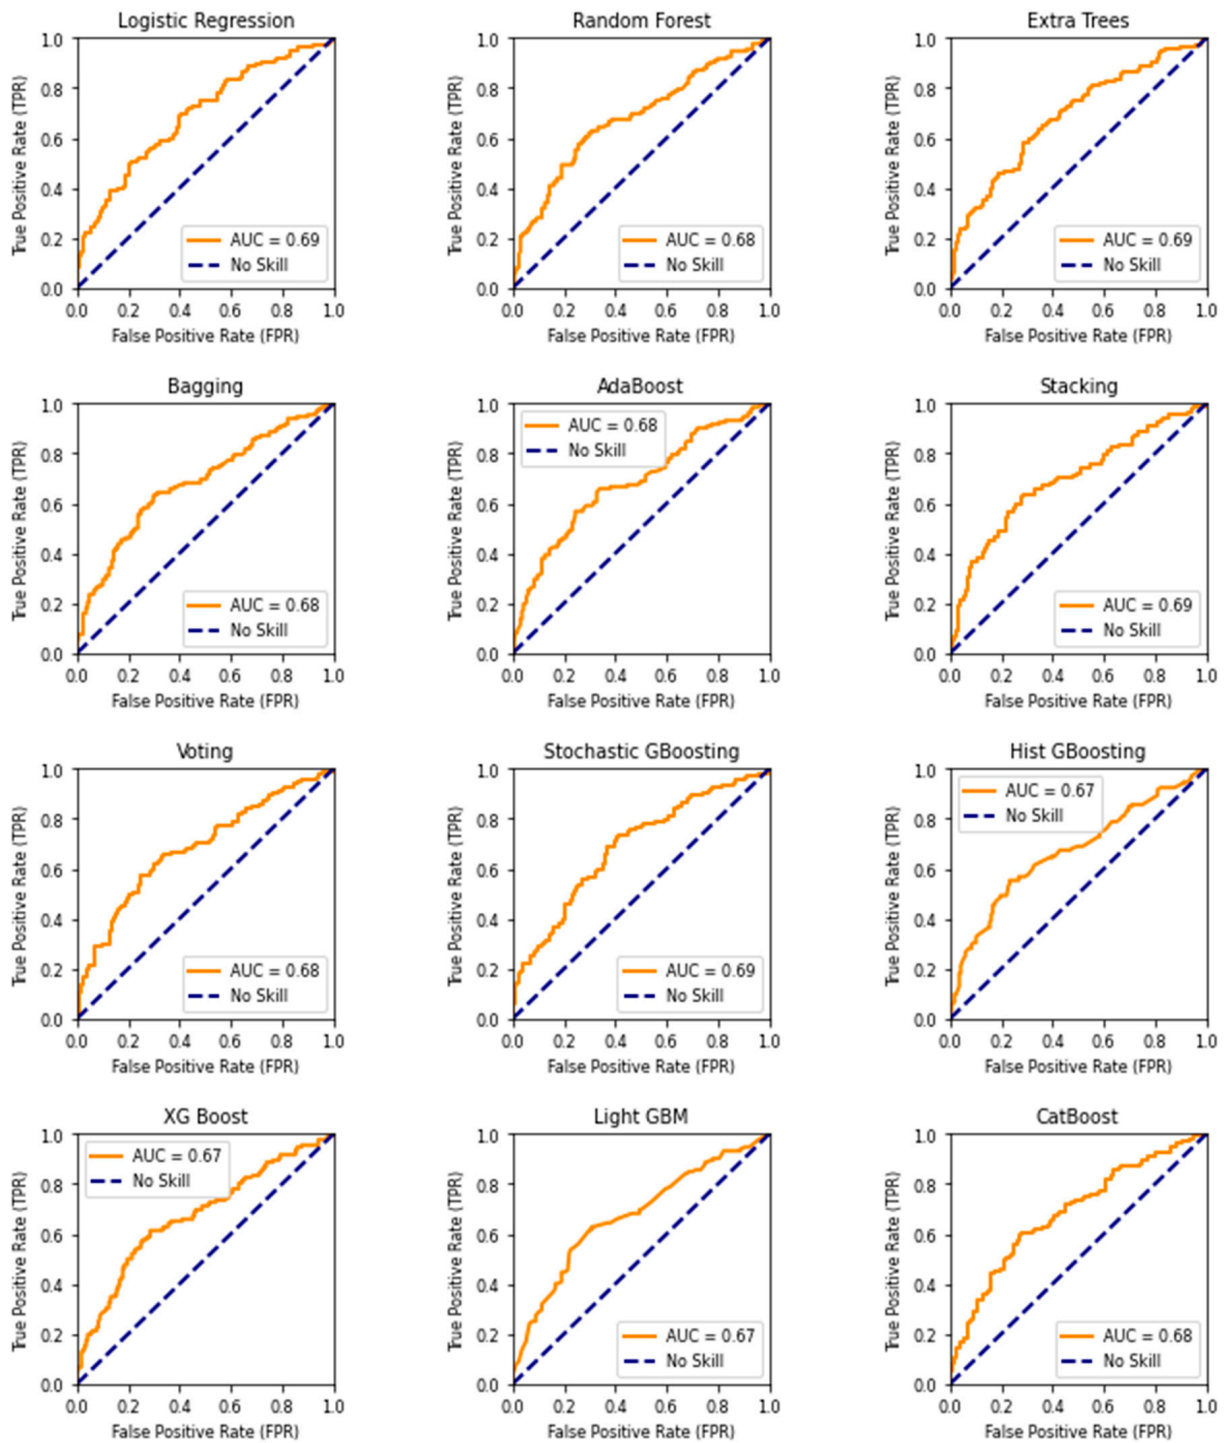 Logistic Regression
True Positive Rate (TPR)
1.0
0.8
0.6
0.4
0.2
0.0
AUC = 0.69
No Skill
0.0 0.2 0.4 0.6 0.8 1.0
False Positive Rate (FPR)
Random Forest
True Positive Rate (TPR)
1.0
0.8
0.6
0.4
0.2
0.0
AUC = 0.68
No Skill
0.0 0.2 0.4 0.6 0.8 1.0
False Positive Rate (FPR)
Extra Trees
True Positive Rate (TPR)
1.0
0.8
0.6
0.4
0.2
0.0
AUC = 0.69
No Skill
0.0 0.2 0.4 0.6 0.8 1.0
False Positive Rate (FPR)
Bagging
True Positive Rate (TPR)
1.0
0.8
0.6
0.4
0.2
0.0
AUC = 0.68
No Skill
0.0 0.2 0.4 0.6 0.8 1.0
False Positive Rate (FPR)
AdaBoost
True Positive Rate (TPR)
1.0
0.8
0.6
0.4
0.2
0.0
AUC = 0.68
No Skill
0.0 0.2 0.4 0.6 0.8 1.0
False Positive Rate (FPR)
Stacking
True Positive Rate (TPR)
1.0
0.8
0.6
0.4
0.2
0.0
AUC = 0.69
No Skill
0.0 0.2 0.4 0.6 0.8 1.0
False Positive Rate (FPR)
Voting
True Positive Rate (TPR)
1.0
0.8
0.6
0.4
0.2
0.0
AUC = 0.68
No Skill
0.0 0.2 0.4 0.6 0.8 1.0
False Positive Rate (FPR)
Stochastic GBoosting
True Positive Rate (TPR)
1.0
0.8
0.6
0.4
0.2
0.0
AUC = 0.69
No Skill
0.0 0.2 0.4 0.6 0.8 1.0
False Positive Rate (FPR)
Hist GBoosting
True Positive Rate (TPR)
1.0
0.8
0.6
0.4
0.2
0.0
AUC = 0.67
No Skill
0.0 0.2 0.4 0.6 0.8 1.0
False Positive Rate (FPR)
XG Boost
True Positive Rate (TPR)
1.0
0.8
0.6
0.4
0.2
0.0
AUC = 0.67
No Skill
0.0 0.2 0.4 0.6 0.8 1.0
False Positive Rate (FPR)
Light GBM
True Positive Rate (TPR)
1.0
0.8
0.6
0.4
0.2
0.0
AUC = 0.67
No Skill
0.0 0.2 0.4 0.6 0.8 1.0
False Positive Rate (FPR)
CatBoost
True Positive Rate (TPR)
1.0
0.8
0.6
0.4
0.2
0.0
AUC = 0.68
No Skill
0.0 0.2 0.4 0.6 0.8 1.0
False Positive Rate (FPR)